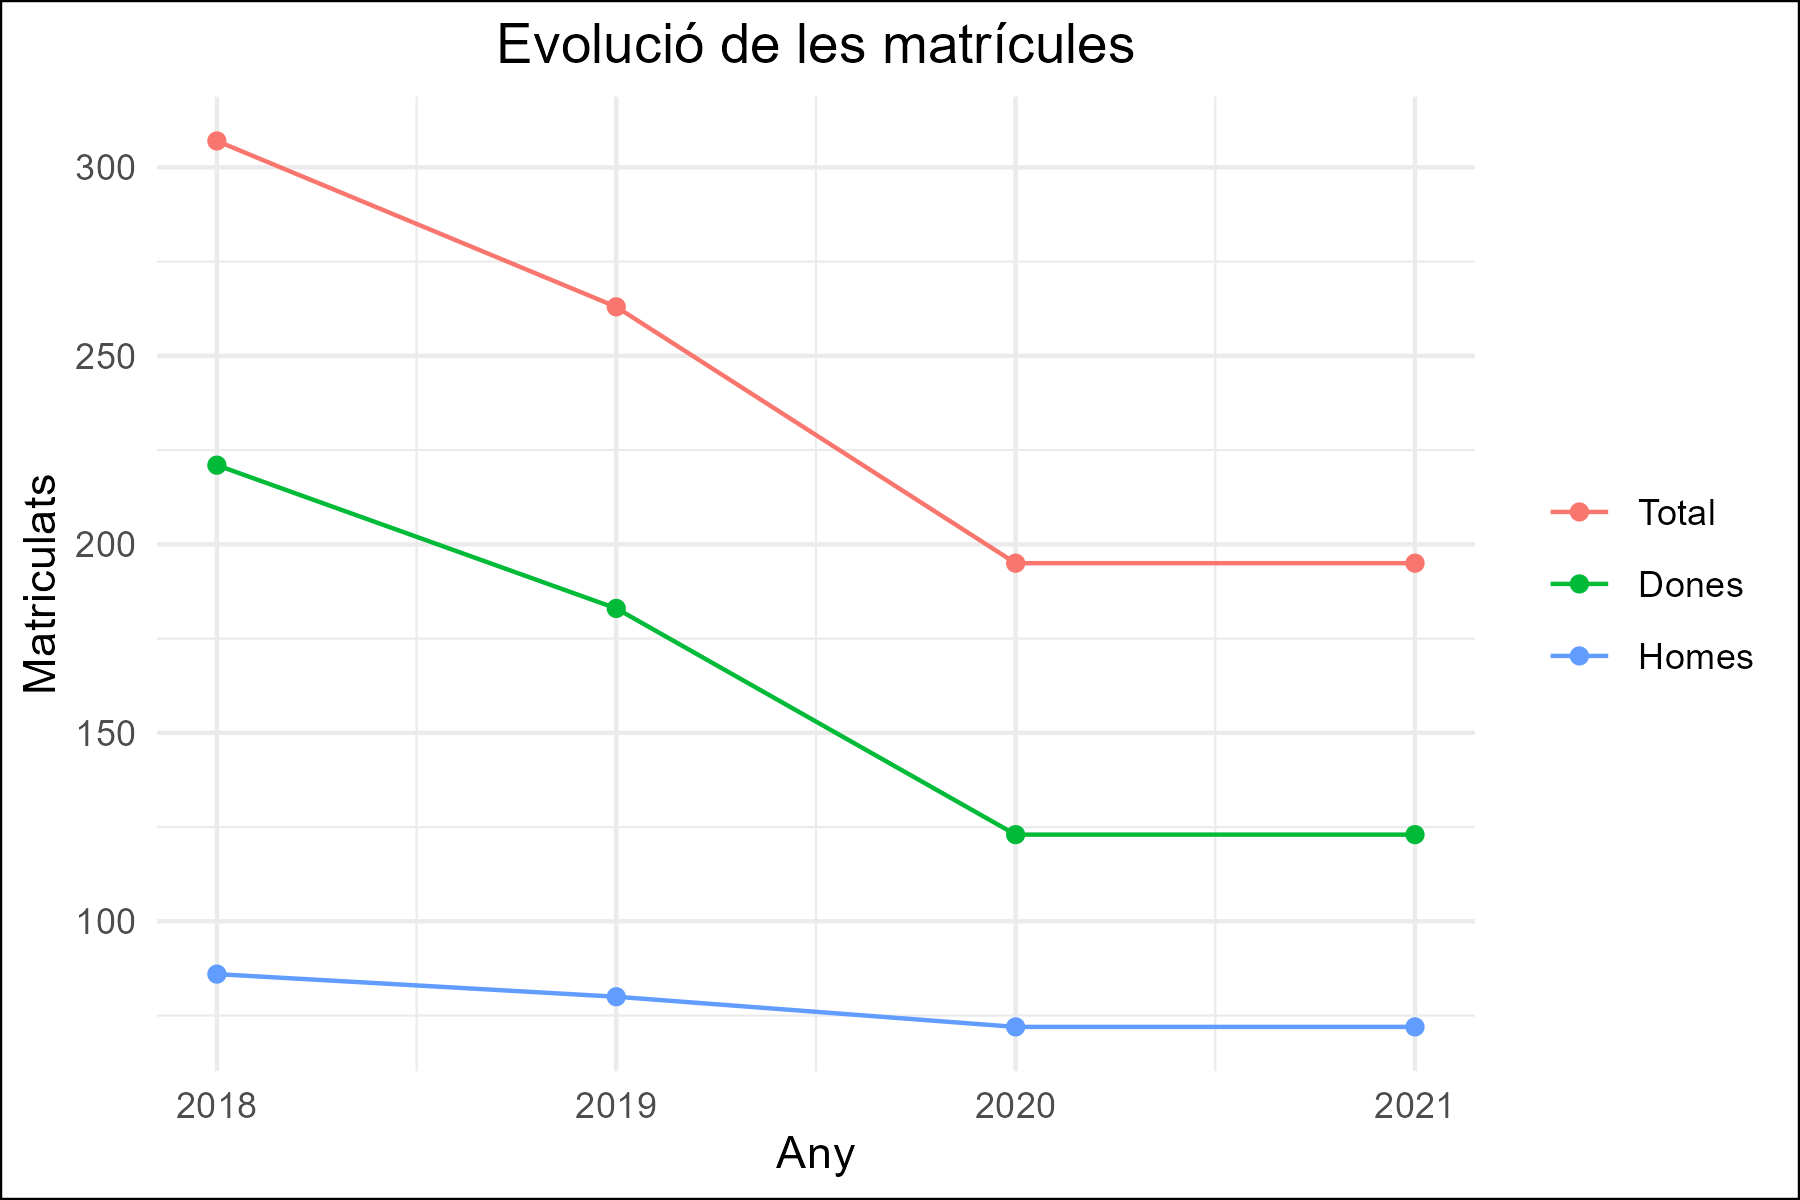 Evolució de les matrícules
Matriculats
300
250
200
150
100
2018
2019
2020
2021
Any
Total
Dones
Homes